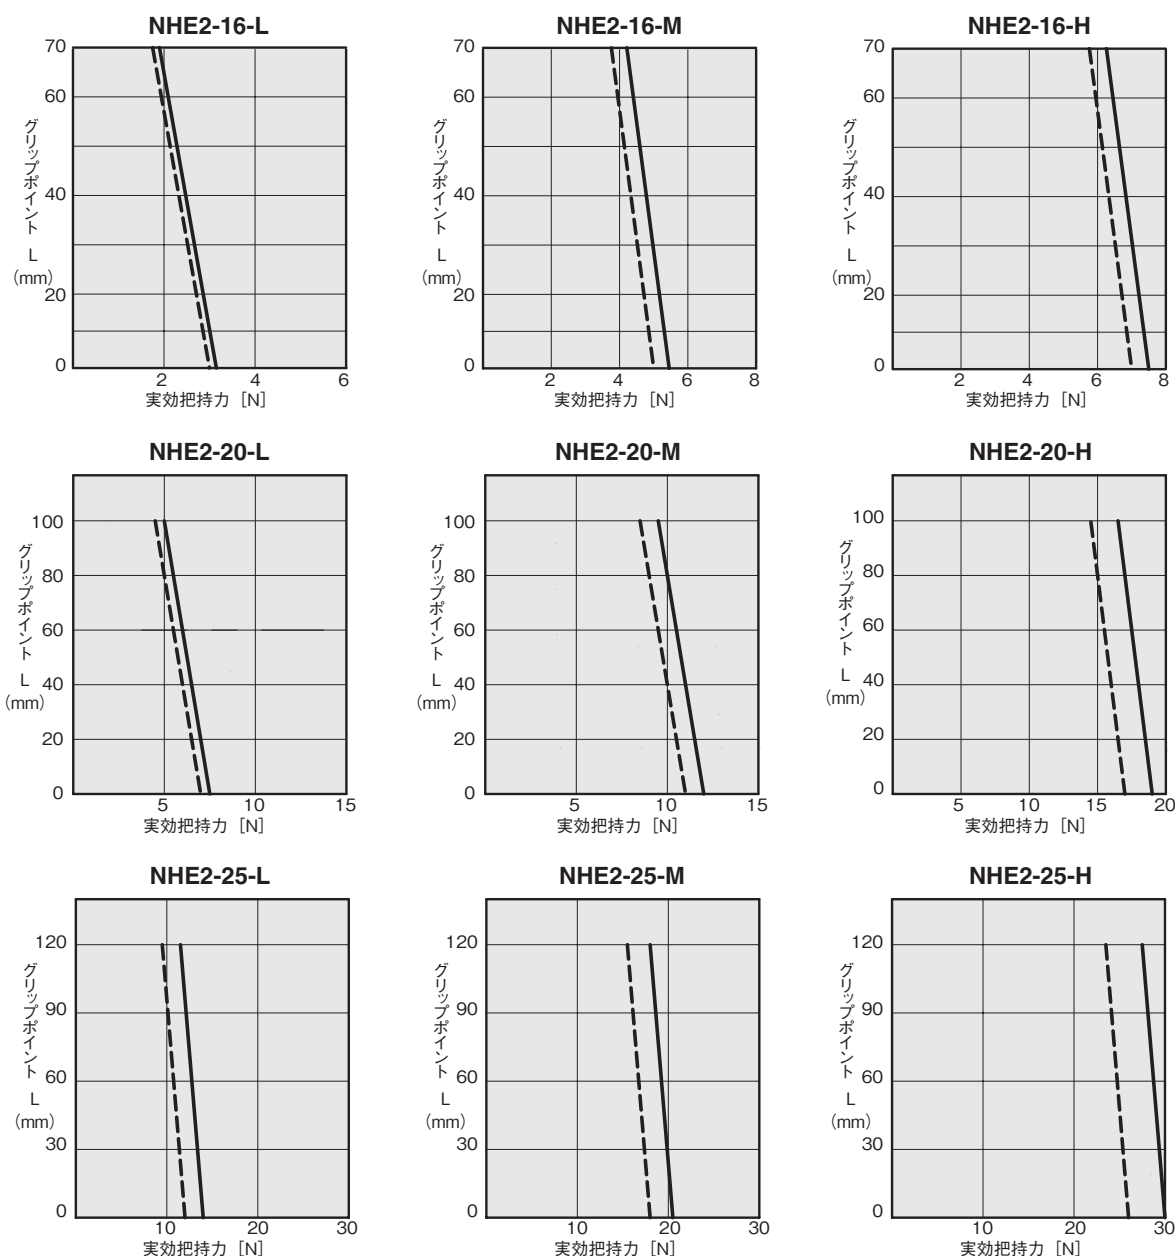 NHE2-16-L
70
60
40
20
0
グリップポイント L
(mm)
2 4 6
実効把持力 [N]
NHE2-16-M
70
60
40
20
0
グリップポイント L
(mm)
2 4 6 8
実効把持力 [N]
NHE2-16-H
70
60
40
20
0
グリップポイント L
(mm)
2 4 6 8
実効把持力 [N]
NHE2-20-L
100
80
60
40
20
0
グリップポイント L
(mm)
5 10 15
実効把持力 [N]
NHE2-20-M
100
80
60
40
20
0
グリップポイント L
(mm)
5 10 15
実効把持力 [N]
NHE2-20-H
100
80
60
40
20
0
グリップポイント L
(mm)
5 10 15 20
実効把持力 [N]
NHE2-25-L
120
90
60
30
0
グリップポイント L
(mm)
10 20 30
実効把持力 [N]
NHE2-25-M
120
90
60
30
0
グリップポイント L
(mm)
10 20 30
実効把持力 [N]
NHE2-25-H
120
90
60
30
0
グリップポイント L
(mm)
10 20 30
実効把持力 [N]